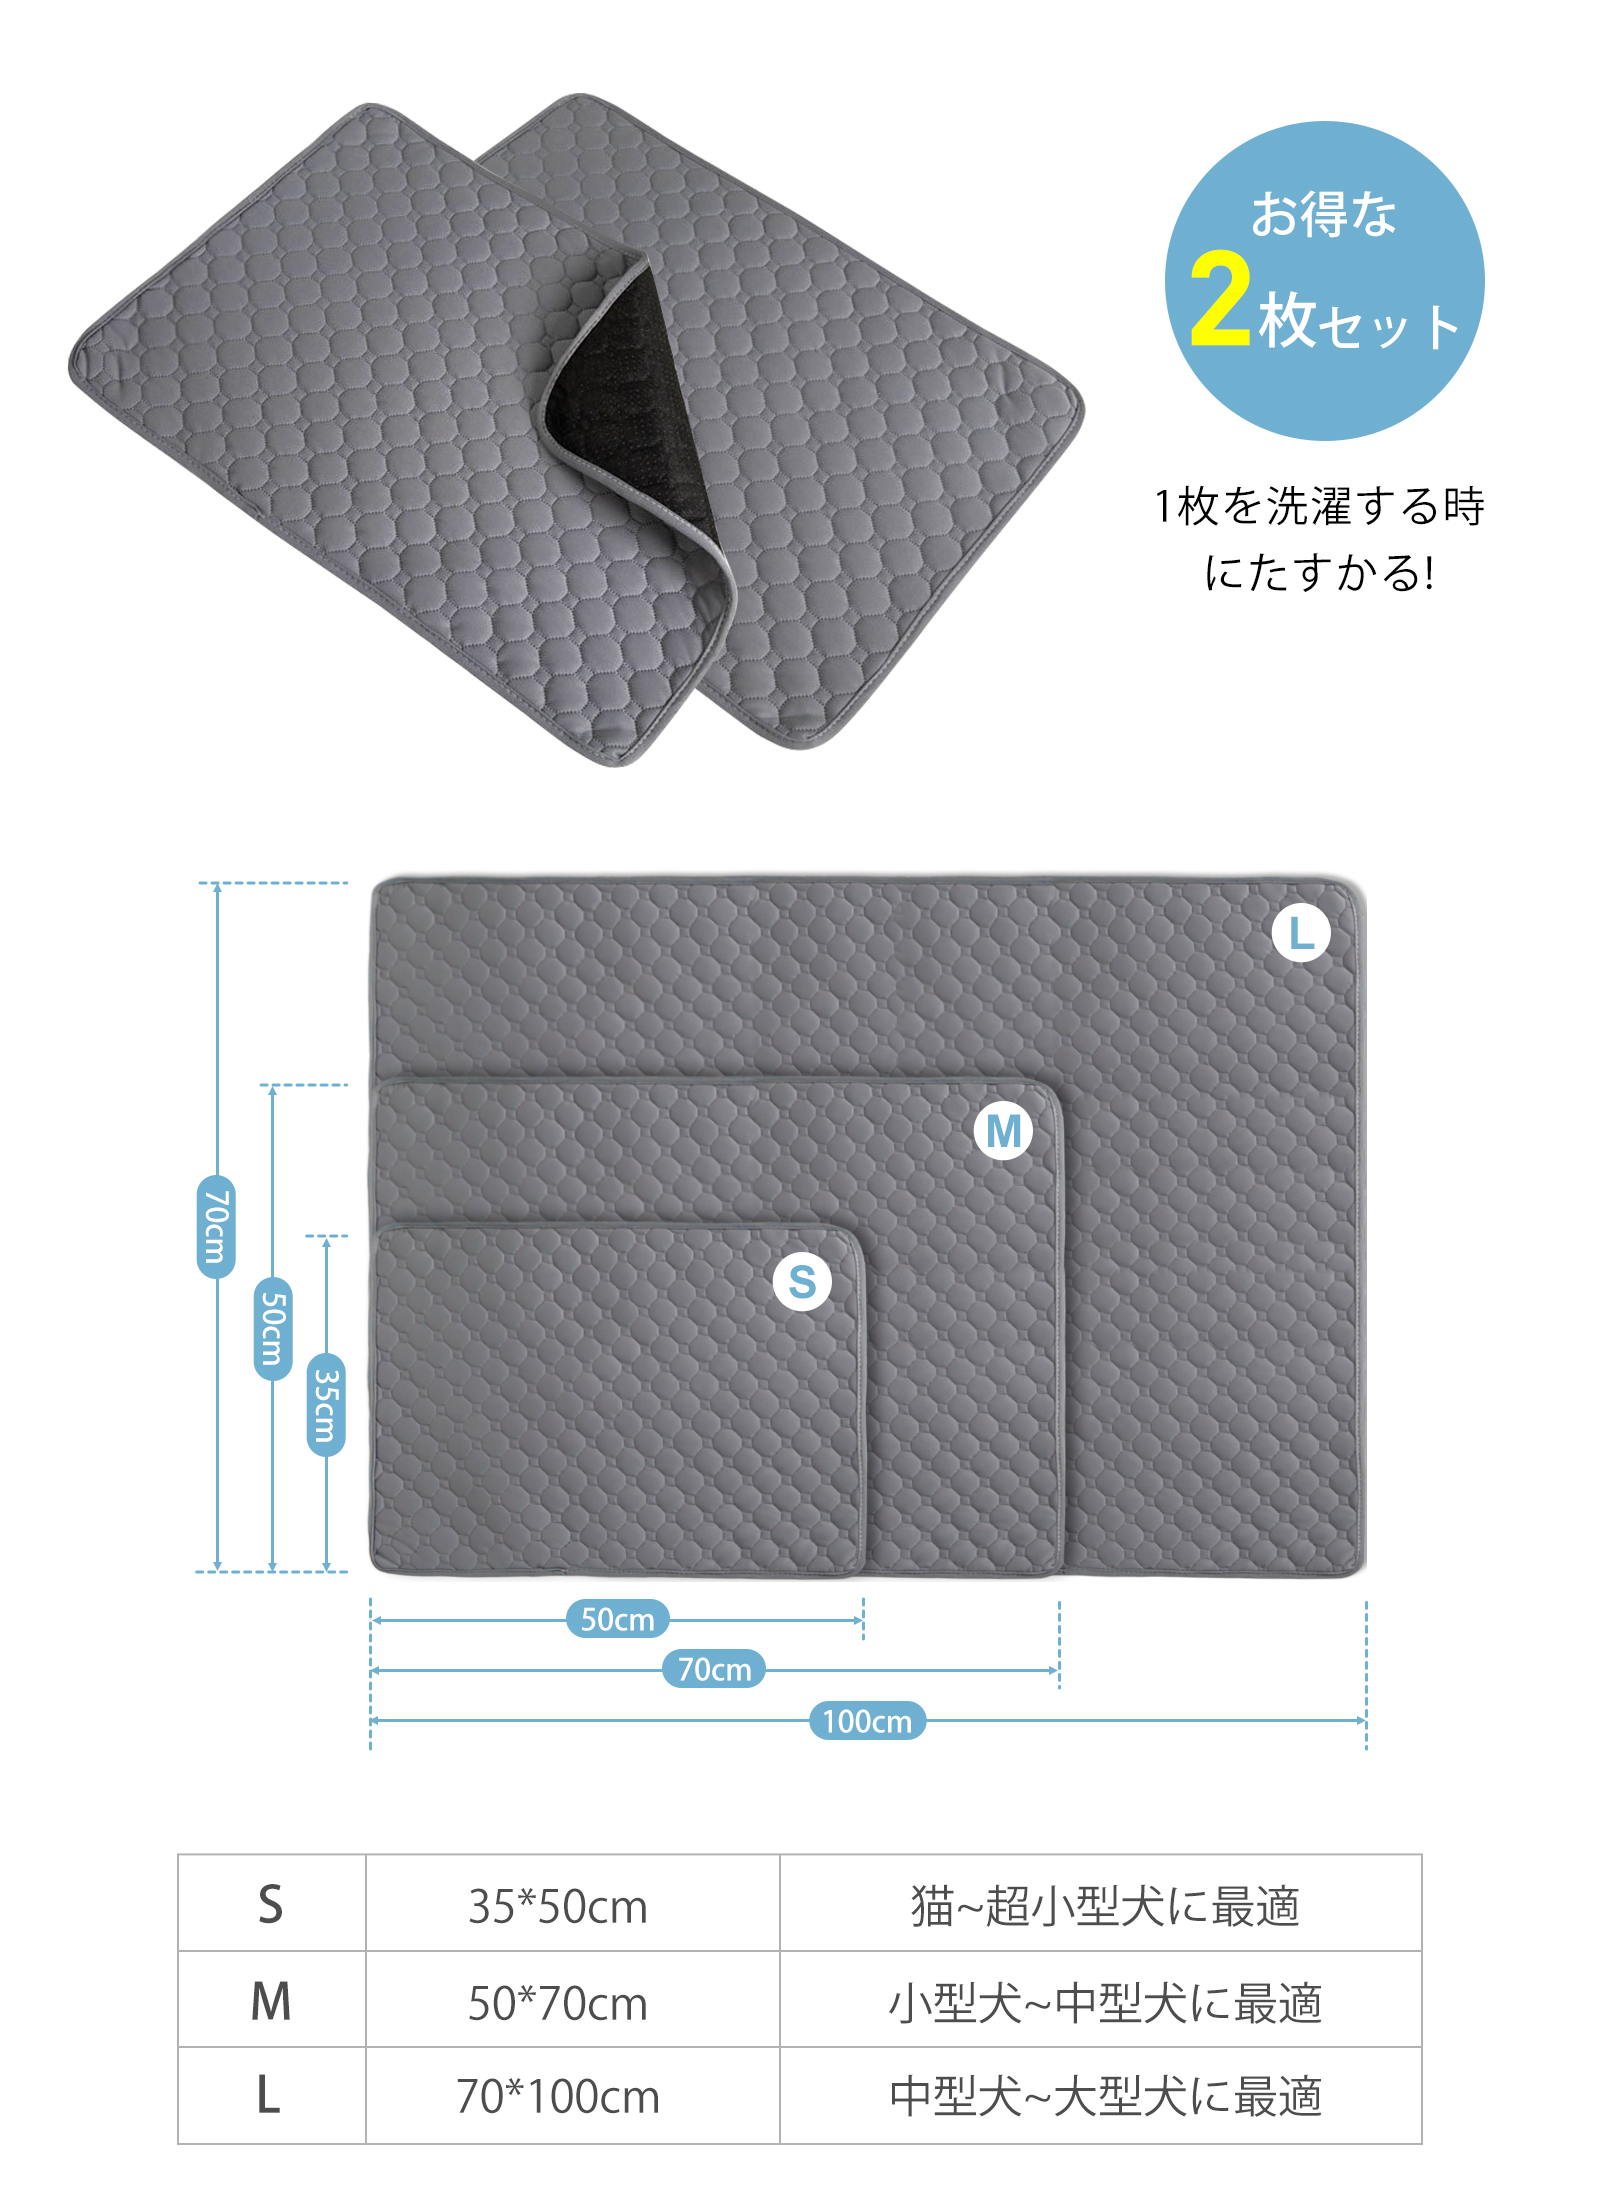 お得な
2枚セット
1枚を洗濯する時
にたすかる!
L
M
S
70cm
50cm
35cm
50cm
70cm
100cm
S 35*50cm 猫~超小型犬に最適
M 50*70cm 小型犬~中型犬に最適
L 70*100cm 中型犬~大型犬に最適